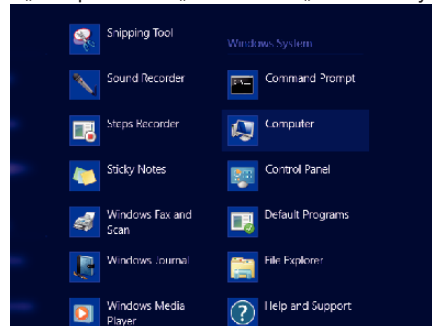 Snipping Tool
Sound Recorder
Steps Recorder
Sticky Notes
Windows Fax and
Scan
Windows Journal
Windows Media
Player
Windows System
Command Prompt
Computer
Control Panel
Default Programs
File Explorer
Help and Support